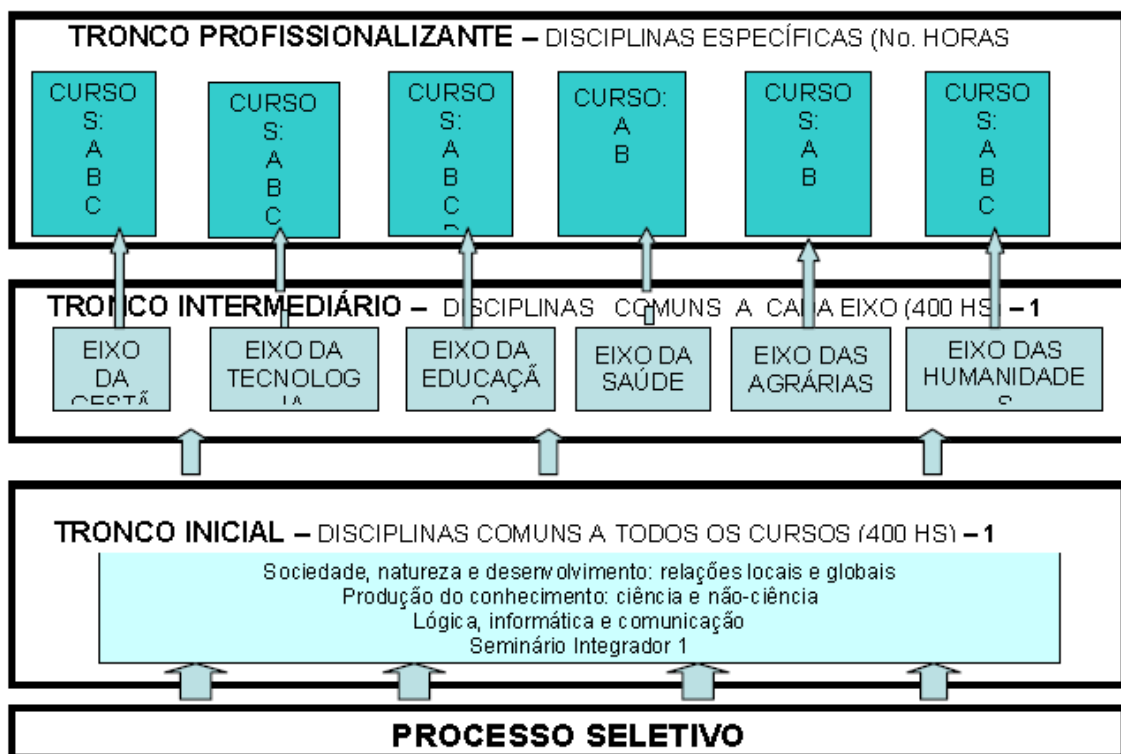 TRONCO PROFISSIONALIZANTE – DISCIPLINAS ESPECÍFICAS (No. HORAS
CURSO
S:
A
B
C
CURSO
S:
A
B
C
CURSO
S:
A
B
C
CURSO:
A
B
CURSO
S:
A
B
CURSO
S:
A
B
C
TRONCO INTERMEDIÁRIO – DISCIPLINAS COMUNS A CADA EIXO (400 HS) – 1
EIXO
DA
GESTÃ
EIXO DA
TECNOLOG
IA
EIXO DA
EDUCAÇÃ
O
EIXO DA
SAÚDE
EIXO DAS
AGRÁRIAS
EIXO DAS
HUMANIDADE
S
TRONCO INICIAL – DISCIPLINAS COMUNS A TODOS OS CURSOS (400 HS) – 1
Sociedade, natureza e desenvolvimento: relações locais e globais
Produção do conhecimento: ciência e não-ciência
Lógica, informática e comunicação
Seminário Integrador 1
PROCESSO SELETIVO